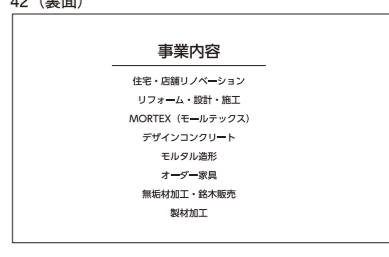 42（裏面）
事業内容
住宅・店舗リノベーション
リフォーム・設計・施工
MORTEX（モールテックス）
デザインコンクリート
モルタル造形
オーダー家具
無垢材加工・銘木販売
製材加工